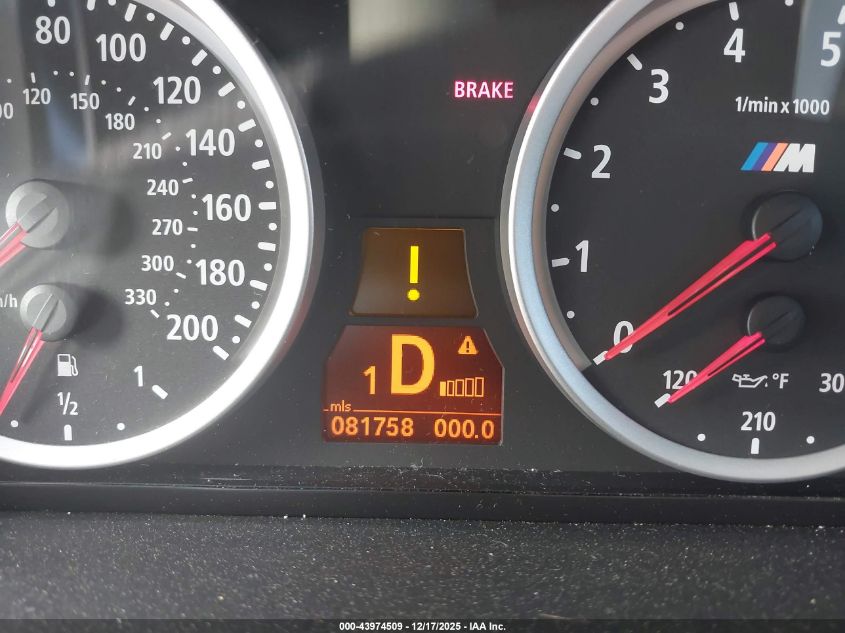 80 100 120 140 160 180 200
120 150 180 210 240 270 300 330
1/2 1
BRAKE
!
1 D
mls
081758 000.0
0 1 2 3 4 5
1/min x 1000
M
120 210
°F
000-43974509 – 12/17/2025 – IAA Inc.